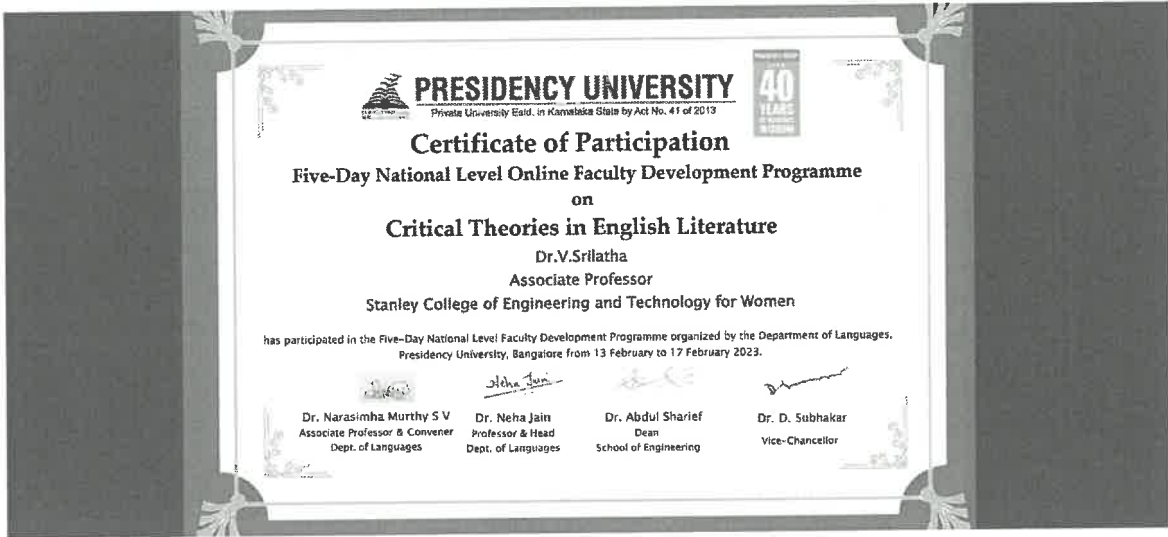 PRESIDENCY UNIVERSITY
Private University Estd. in Karnataka State by Act No. 41 of 2013
40
YEARS
Certificate of Participation
Five-Day National Level Online Faculty Development Programme
on
Critical Theories in English Literature
Dr.V.Srilatha
Associate Professor
Stanley College of Engineering and Technology for Women
has participated in the Five-Day National Level Faculty Development Programme organized by the Department of Languages,
Presidency University, Bangalore from 13 February to 17 February 2023.
Neha Jain
Dr. Narasimha Murthy S V
Associate Professor & Convener
Dept. of Languages
Dr. Neha Jain
Professor & Head
Dept. of Languages
Dr. Abdul Sharief
Dean
School of Engineering
Dr. D. Subhakar
Vice-Chancellor